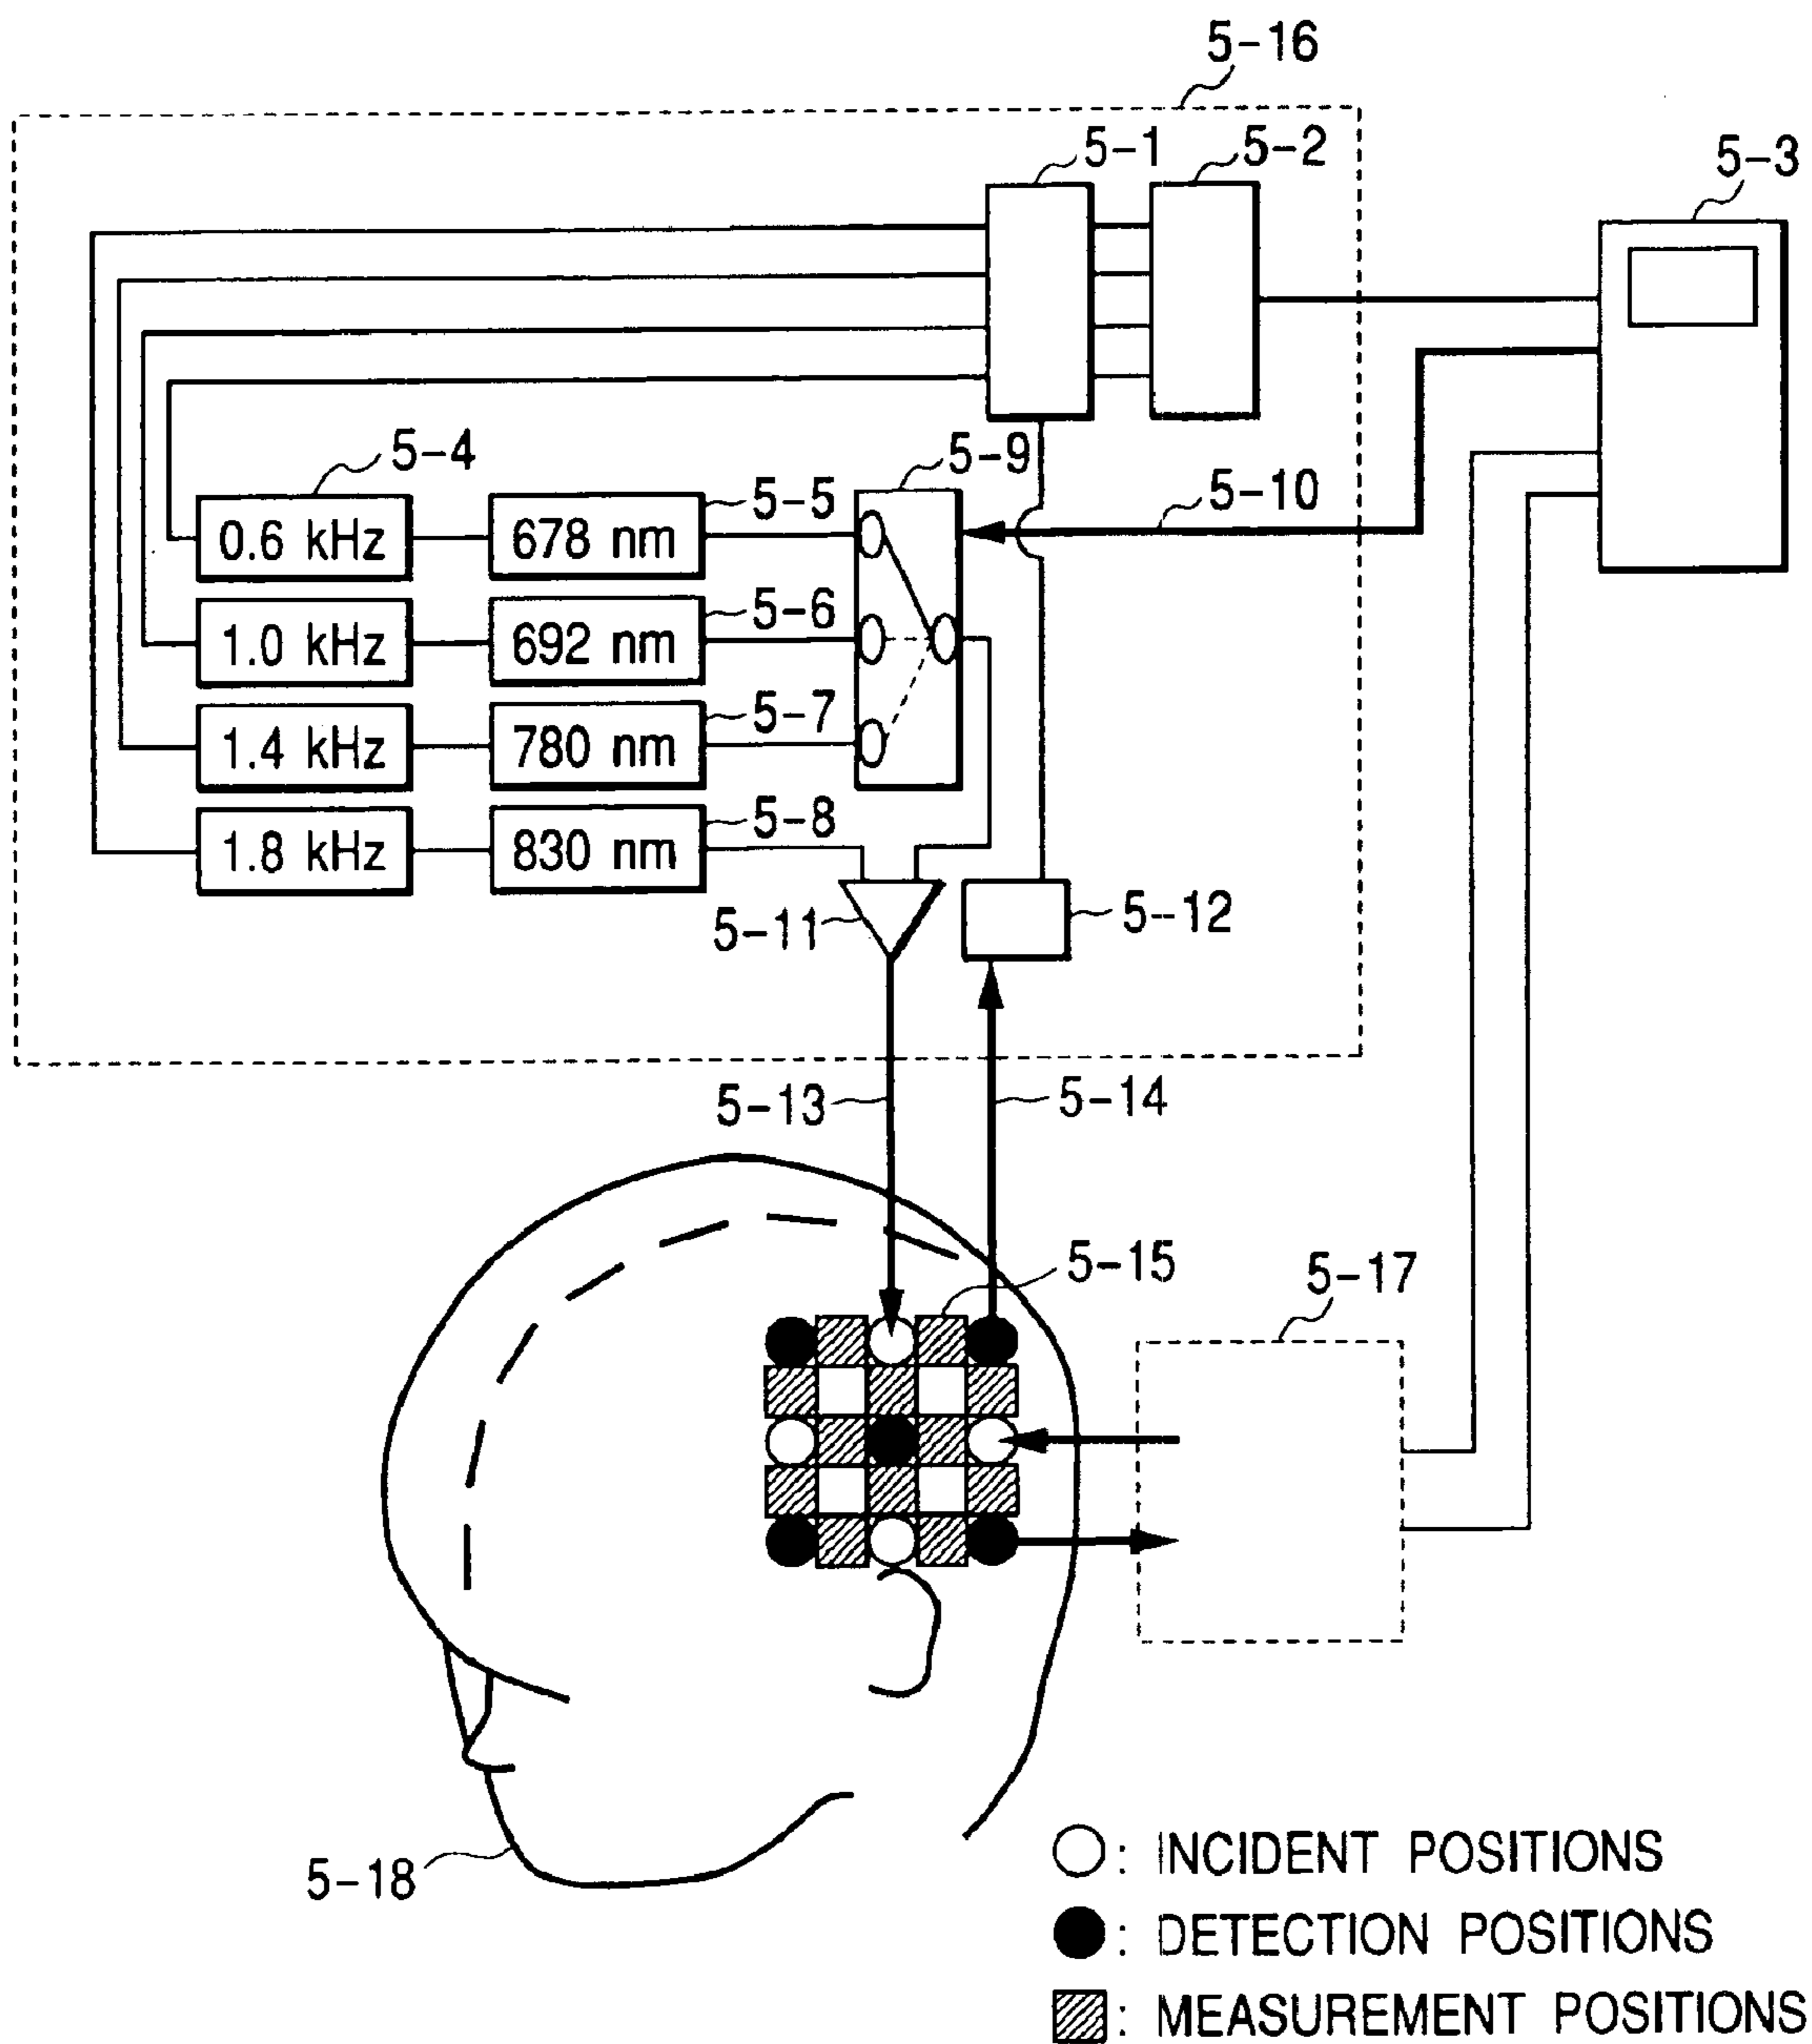 5-16
5-1
5-2
5-3
5-4
5-9
5-10
0.6 kHz
678 nm
5-5
1.0 kHz
692 nm
5-6
1.4 kHz
780 nm
5-7
1.8 kHz
830 nm
5-8
5-11
5-12
5-13
5-14
5-15
5-17
5-18
: INCIDENT POSITIONS
: DETECTION POSITIONS
: MEASUREMENT POSITIONS